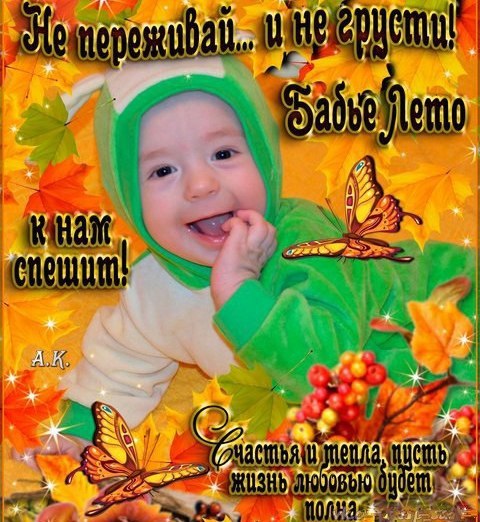 Не переживай... и не грусти!
Бабье Лето
к нам
спешит!
А.К.
Счастья и тепла, пусть
жизнь любовью будет
полна